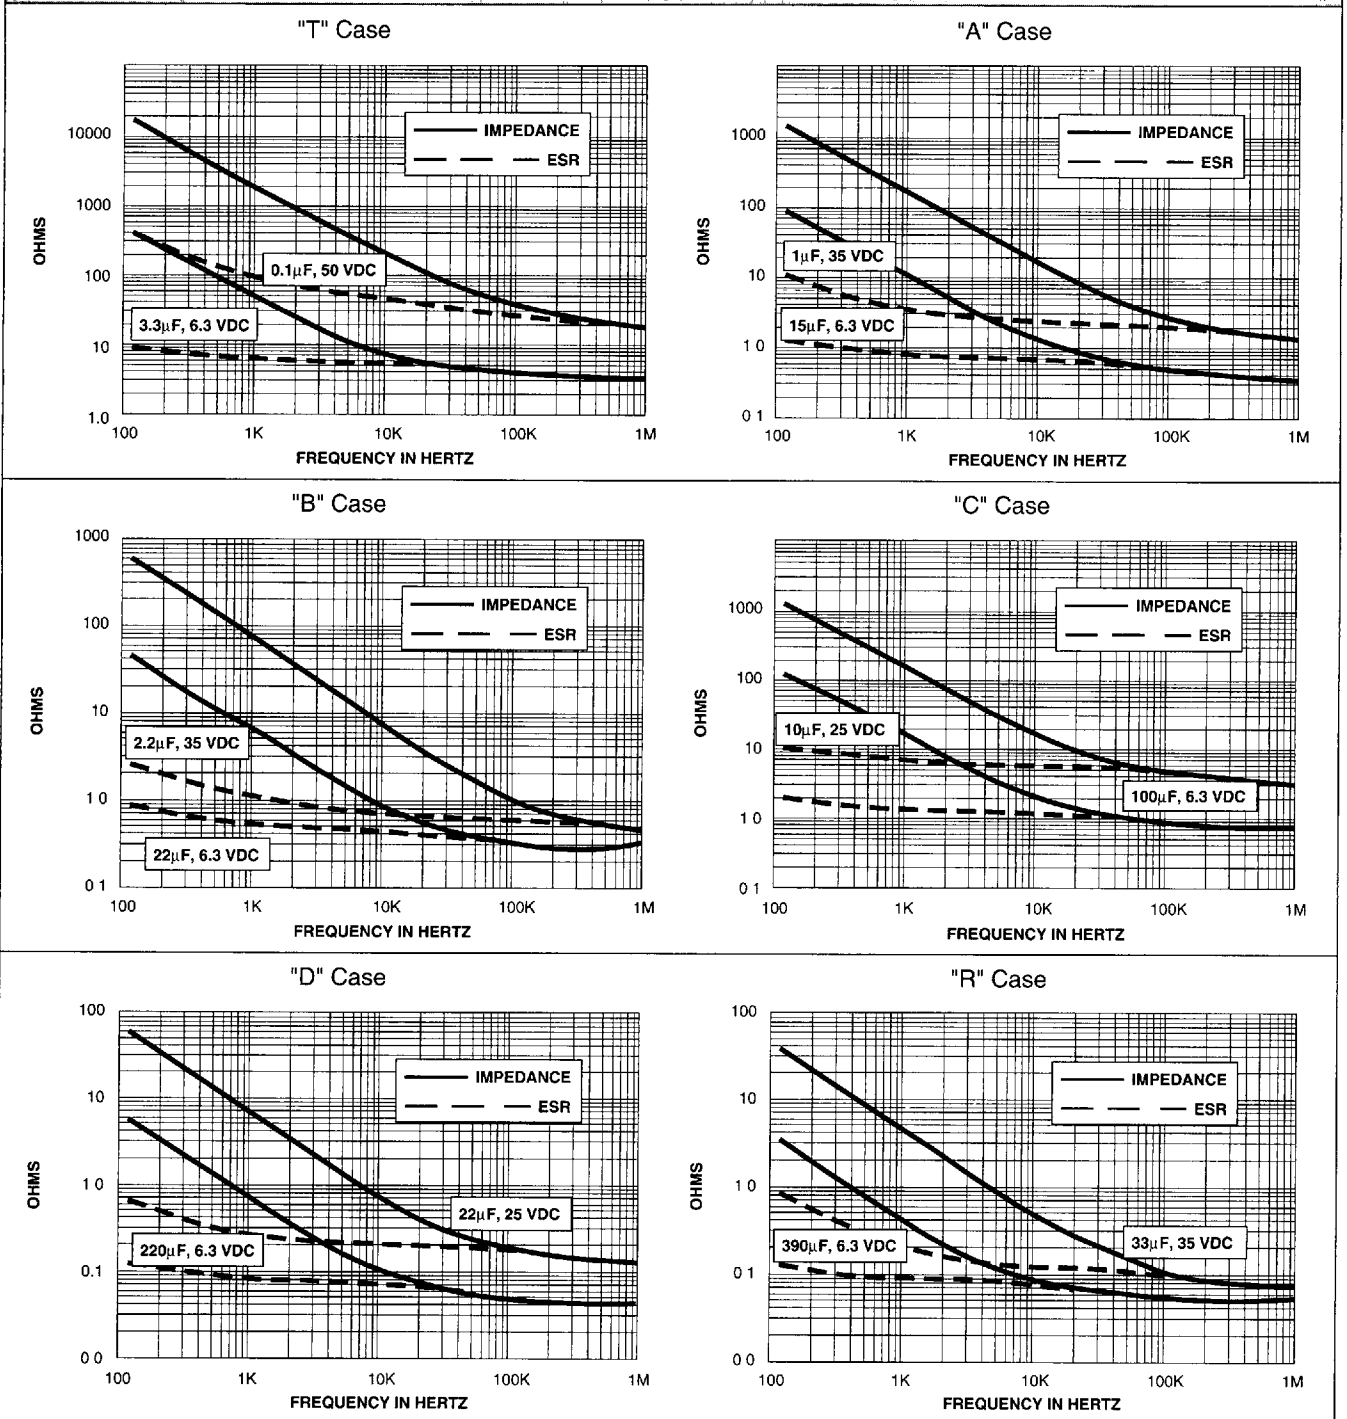 "T" Case
10000
1000
100
10
1.0
OHMS
IMPEDANCE
ESR
0.1µF, 50 VDC
3.3µF, 6.3 VDC
100 1K 10K 100K 1M
FREQUENCY IN HERTZ
"A" Case
1000
100
10
1 0
0 1
OHMS
IMPEDANCE
ESR
1µF, 35 VDC
15µF, 6.3 VDC
100 1K 10K 100K 1M
FREQUENCY IN HERTZ
"B" Case
1000
100
10
1 0
0 1
OHMS
IMPEDANCE
ESR
2.2µF, 35 VDC
22µF, 6.3 VDC
100 1K 10K 100K 1M
FREQUENCY IN HERTZ
"C" Case
1000
100
10
1 0
0 1
OHMS
IMPEDANCE
ESR
10µF, 25 VDC
100µF, 6.3 VDC
100 1K 10K 100K 1M
FREQUENCY IN HERTZ
"D" Case
100
10
1 0
0.1
0 0
OHMS
IMPEDANCE
ESR
22µF, 25 VDC
220µF, 6.3 VDC
100 1K 10K 100K 1M
FREQUENCY IN HERTZ
"R" Case
100
10
1 0
0 1
0 0
OHMS
IMPEDANCE
ESR
33µF, 35 VDC
390µF, 6.3 VDC
100 1K 10K 100K 1M
FREQUENCY IN HERTZ